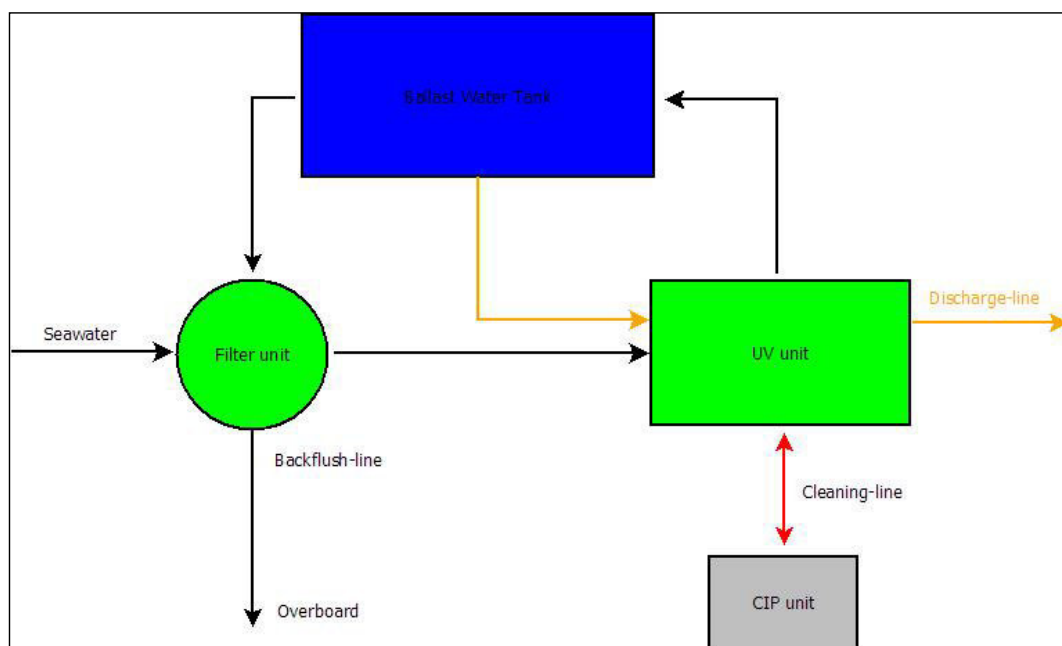 Ballast Water Tank
Seawater
Filter unit
UV unit
Discharge-line
Backflush-line
Cleaning-line
Overboard
CIP unit